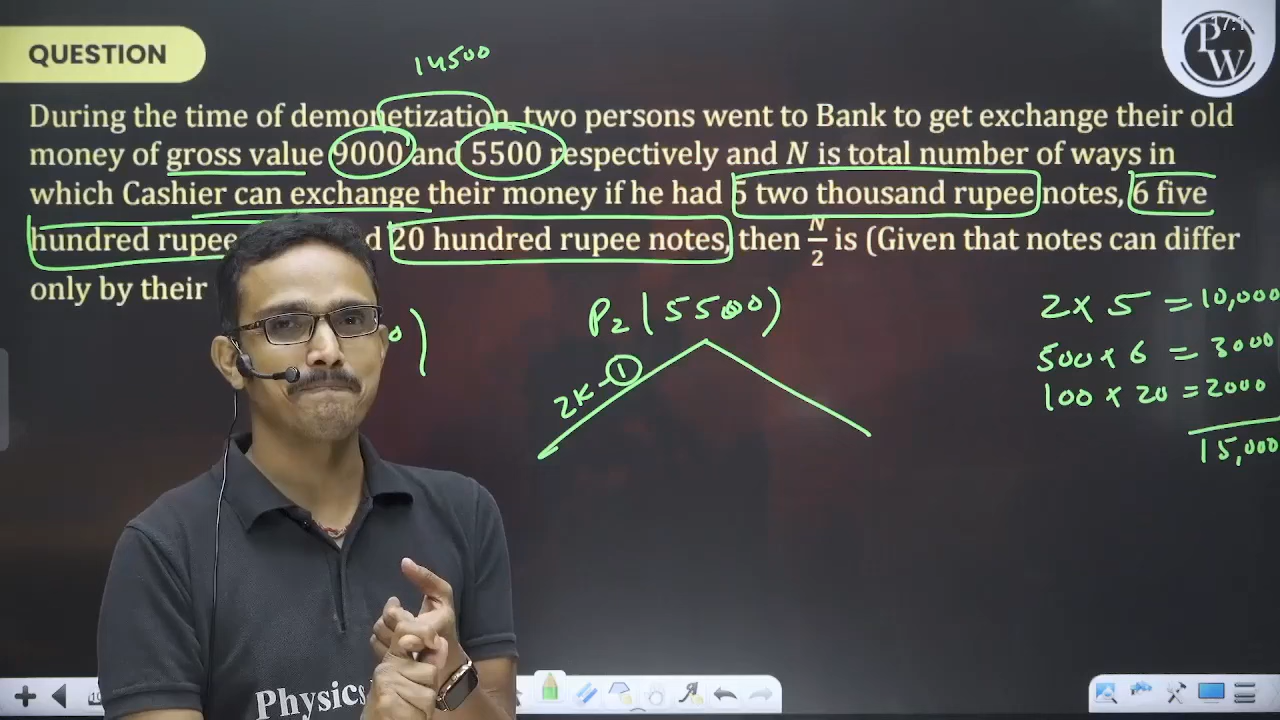 QUESTION
14500
During the time of demonetization, two persons went to Bank to get exchange their old
money of gross value 9000 and 5500 respectively and N is total number of ways in
which Cashier can exchange their money if he had 5 two thousand rupee notes, 6 five
hundred rupee d 20 hundred rupee notes, then N/2 is (Given that notes can differ
only by their
P2 (5500)
2K - 1
2 x 5 = 10,000
500 x 6 = 3000
100 x 20 = 2000
15,000
PW
Physics